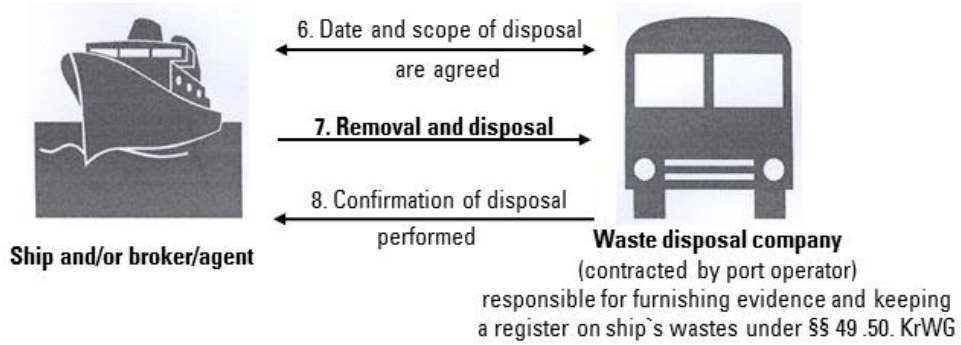 6. Date and scope of disposal
are agreed
7. Removal and disposal
8. Confirmation of disposal
performed
Ship and/or broker/agent
Waste disposal company
(contracted by port operator)
responsible for furnishing evidence and keeping
a register on ship`s wastes under §§ 49 .50. KrWG